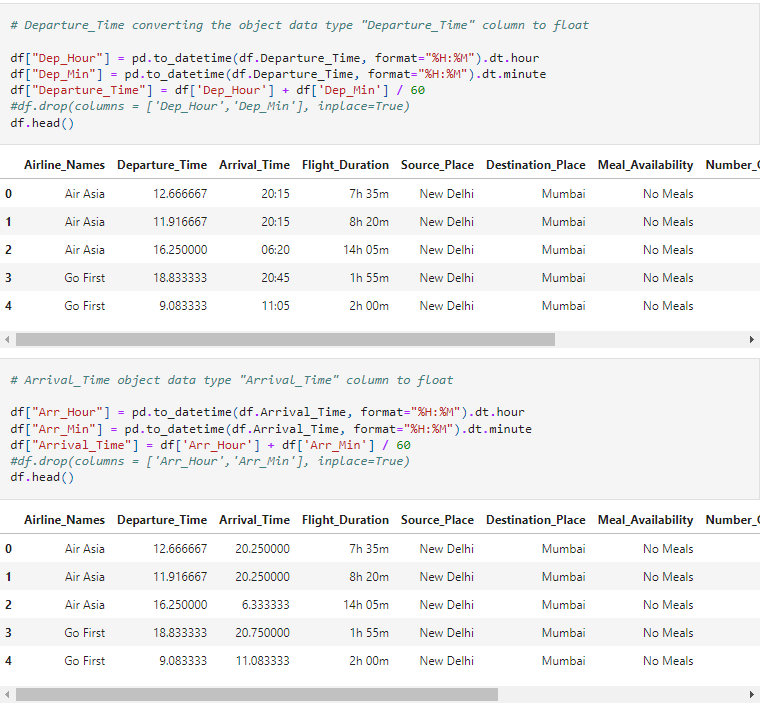 # Departure_Time converting the object data type "Departure_Time" column to float
df["Dep_Hour"] = pd.to_datetime(df.Departure_Time, format="%H:%M").dt.hour
df["Dep_Min"] = pd.to_datetime(df.Departure_Time, format="%H:%M").dt.minute
df["Departure_Time"] = df['Dep_Hour'] + df['Dep_Min'] / 60
#df.drop(columns = ['Dep_Hour','Dep_Min'], inplace=True)
df.head()
Airline_Names Departure_Time Arrival_Time Flight_Duration Source_Place Destination_Place Meal_Availability
0 Air Asia 12.666667 20:15 7h 35m New Delhi Mumbai No Meals
1 Air Asia 11.916667 20:15 8h 20m New Delhi Mumbai No Meals
2 Air Asia 16.250000 06:20 14h 05m New Delhi Mumbai No Meals
3 Go First 18.833333 20:45 1h 55m New Delhi Mumbai No Meals
4 Go First 9.083333 11:05 2h 00m New Delhi Mumbai No Meals
# Arrival_Time object data type "Arrival_Time" column to float
df["Arr_Hour"] = pd.to_datetime(df.Arrival_Time, format="%H:%M").dt.hour
df["Arr_Min"] = pd.to_datetime(df.Arrival_Time, format="%H:%M").dt.minute
df["Arrival_Time"] = df['Arr_Hour'] + df['Arr_Min'] / 60
#df.drop(columns = ['Arr_Hour','Arr_Min'], inplace=True)
df.head()
Airline_Names Departure_Time Arrival_Time Flight_Duration Source_Place Destination_Place Meal_Availability
0 Air Asia 12.666667 20.250000 7h 35m New Delhi Mumbai No Meals
1 Air Asia 11.916667 20.250000 8h 20m New Delhi Mumbai No Meals
2 Air Asia 16.250000 6.333333 14h 05m New Delhi Mumbai No Meals
3 Go First 18.833333 20.750000 1h 55m New Delhi Mumbai No Meals
4 Go First 9.083333 11.083333 2h 00m New Delhi Mumbai No Meals